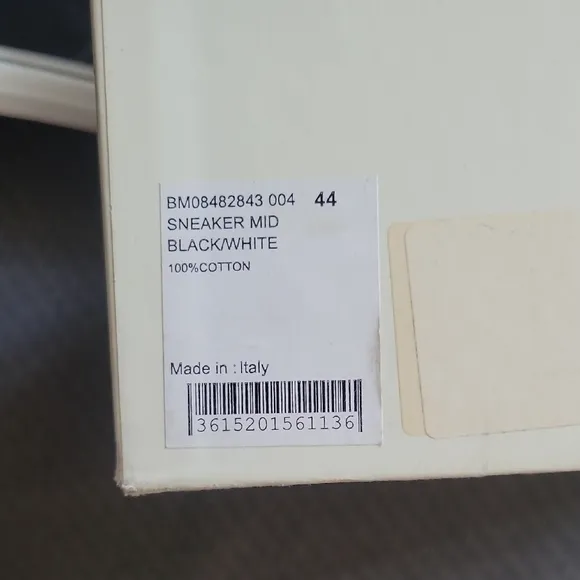 BM08482843 004 44
SNEAKER MID
BLACK/WHITE
100%COTTON
Made in : Italy
3615201561136